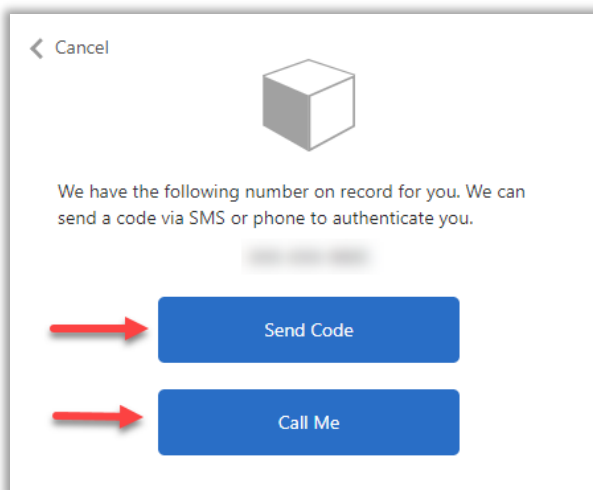 Cancel
We have the following number on record for you. We can
send a code via SMS or phone to authenticate you.
Send Code
Call Me